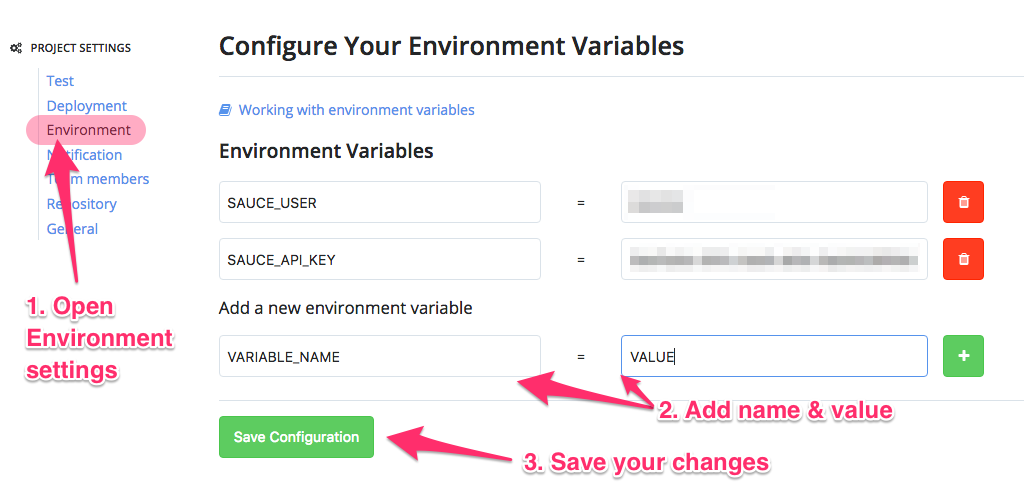 PROJECT SETTINGS
Test
Deployment
Environment
Notification
Team members
Repository
General
1. Open
Environment
settings
Configure Your Environment Variables
Working with environment variables
Environment Variables
SAUCE_USER
=
SAUCE_API_KEY
=
Add a new environment variable
VARIABLE_NAME
=
VALUE
+
2. Add name & value
Save Configuration
3. Save your changes